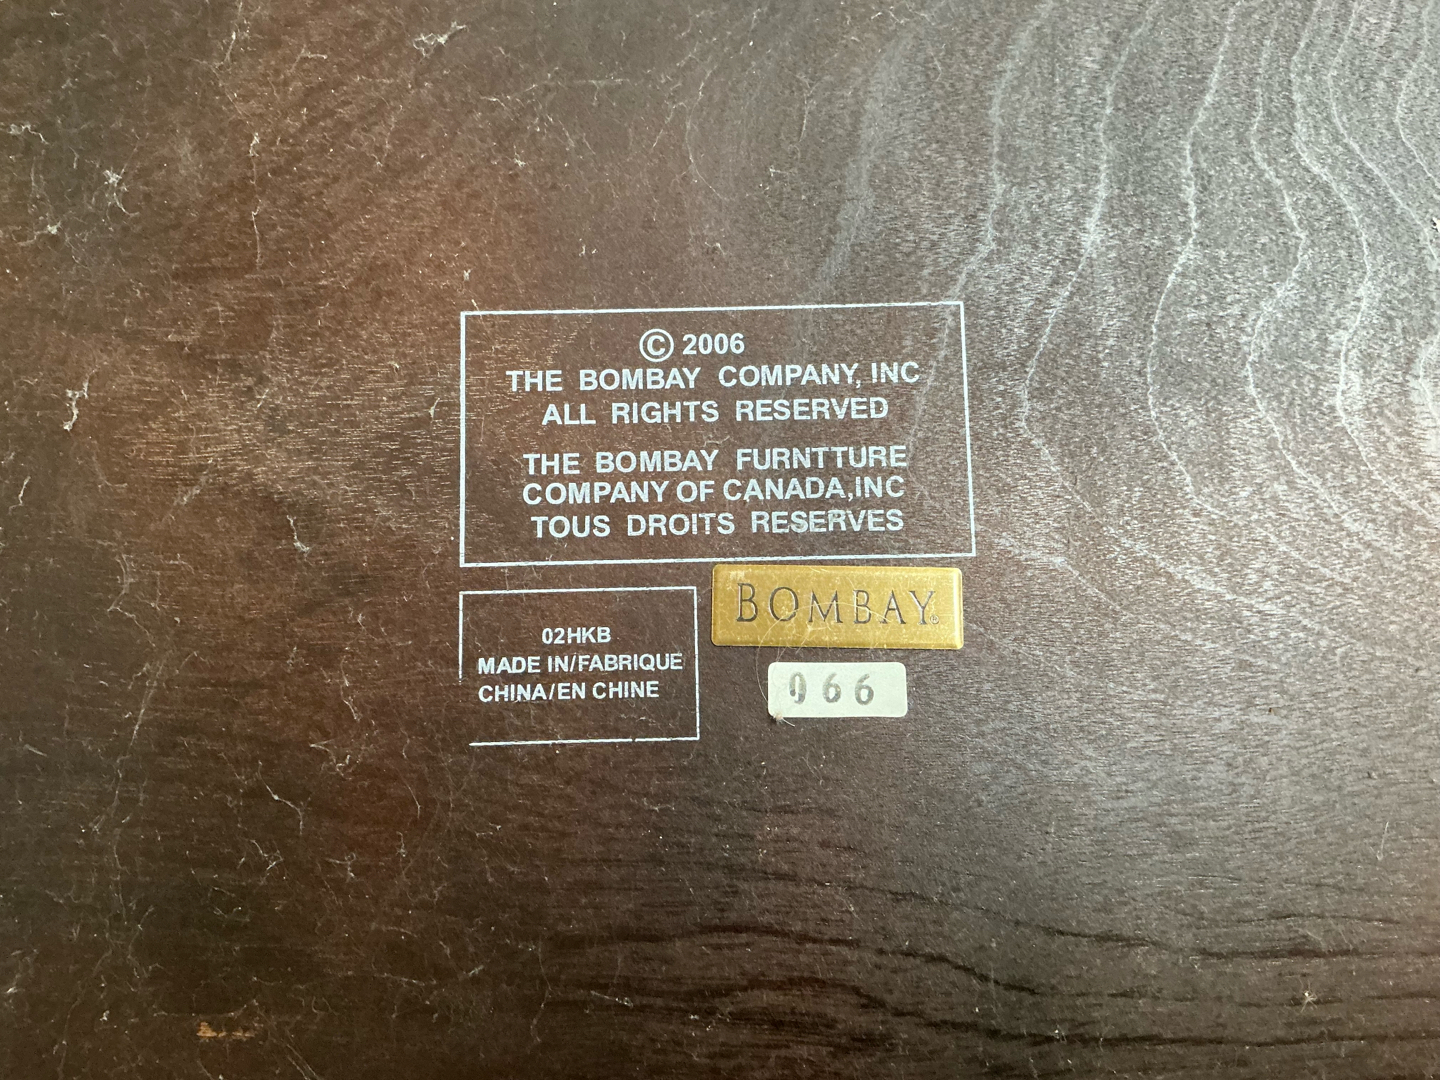 © 2006
THE BOMBAY COMPANY, INC
ALL RIGHTS RESERVED
THE BOMBAY FURNTTURE
COMPANY OF CANADA,INC
TOUS DROITS RESERVES
BOMBAY®
02HKB
MADE IN/FABRIQUE
CHINA/EN CHINE
066